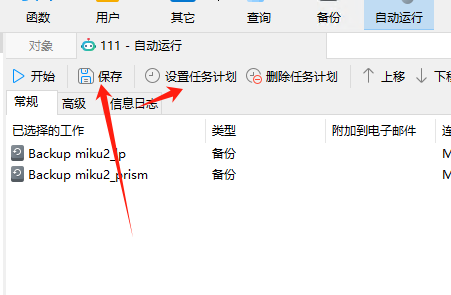 函数 用户 其它 查询 备份 自动运行
对象 111 - 自动运行
开始 保存 设置任务计划 删除任务计划 上移 下移
常规 高级 信息日志
已选择的工作 类型 附加到电子邮件 连
Backup miku2_ip 备份 M
Backup miku2_prism 备份 M